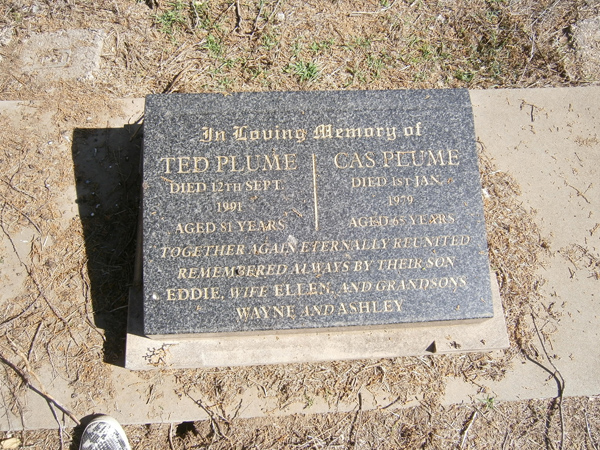 In Loving Memory of
TED PLUME
DIED 12TH SEPT.
1991
AGED 81 YEARS
CAS PLUME
DIED 1ST JAN.
1979
AGED 65 YEARS
TOGETHER AGAIN ETERNALLY REUNITED
REMEMBERED ALWAYS BY THEIR SON
EDDIE, WIFE ELLEN, AND GRANDSONS
WAYNE AND ASHLEY